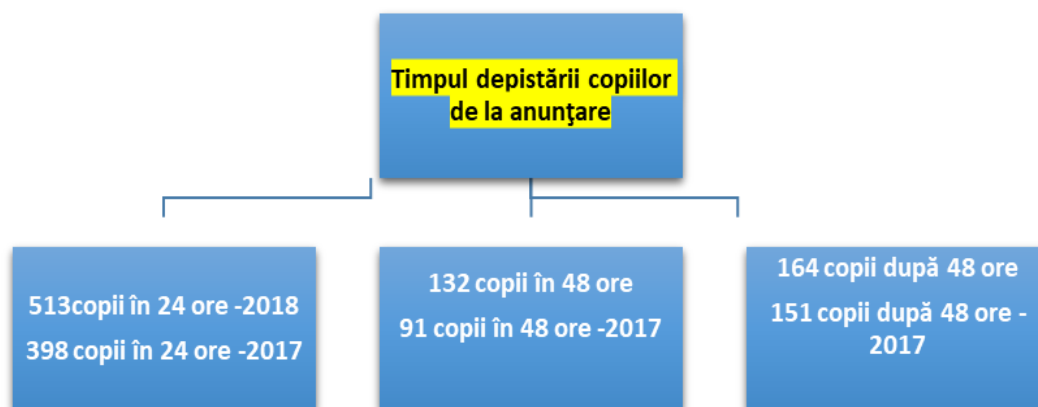 Timpul depistării copiilor
de la anunţare
513copii în 24 ore -2018
398 copii în 24 ore -2017
132 copii în 48 ore
91 copii în 48 ore -2017
164 copii după 48 ore
151 copii după 48 ore -
2017